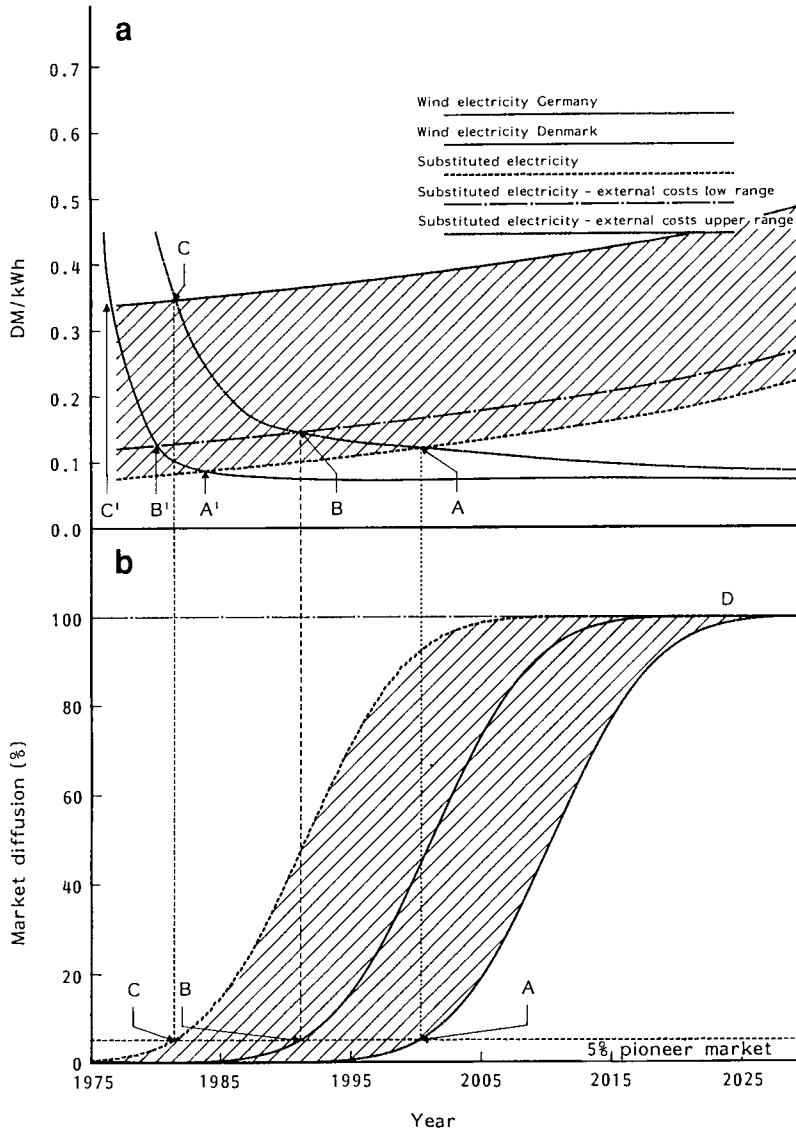 a
0.7
0.6
0.5
0.4
0.3
0.2
0.1
0.0
DM/kWh
Wind electricity Germany
Wind electricity Denmark
Substituted electricity
Substituted electricity - external costs low range
Substituted electricity - external costs upper range
C
C'
B'
A'
B
A
b
D
100
80
60
40
20
0
Market diffusion (%)
C
B
A
5% pioneer market
1975
1985
1995
2005
2015
2025
Year